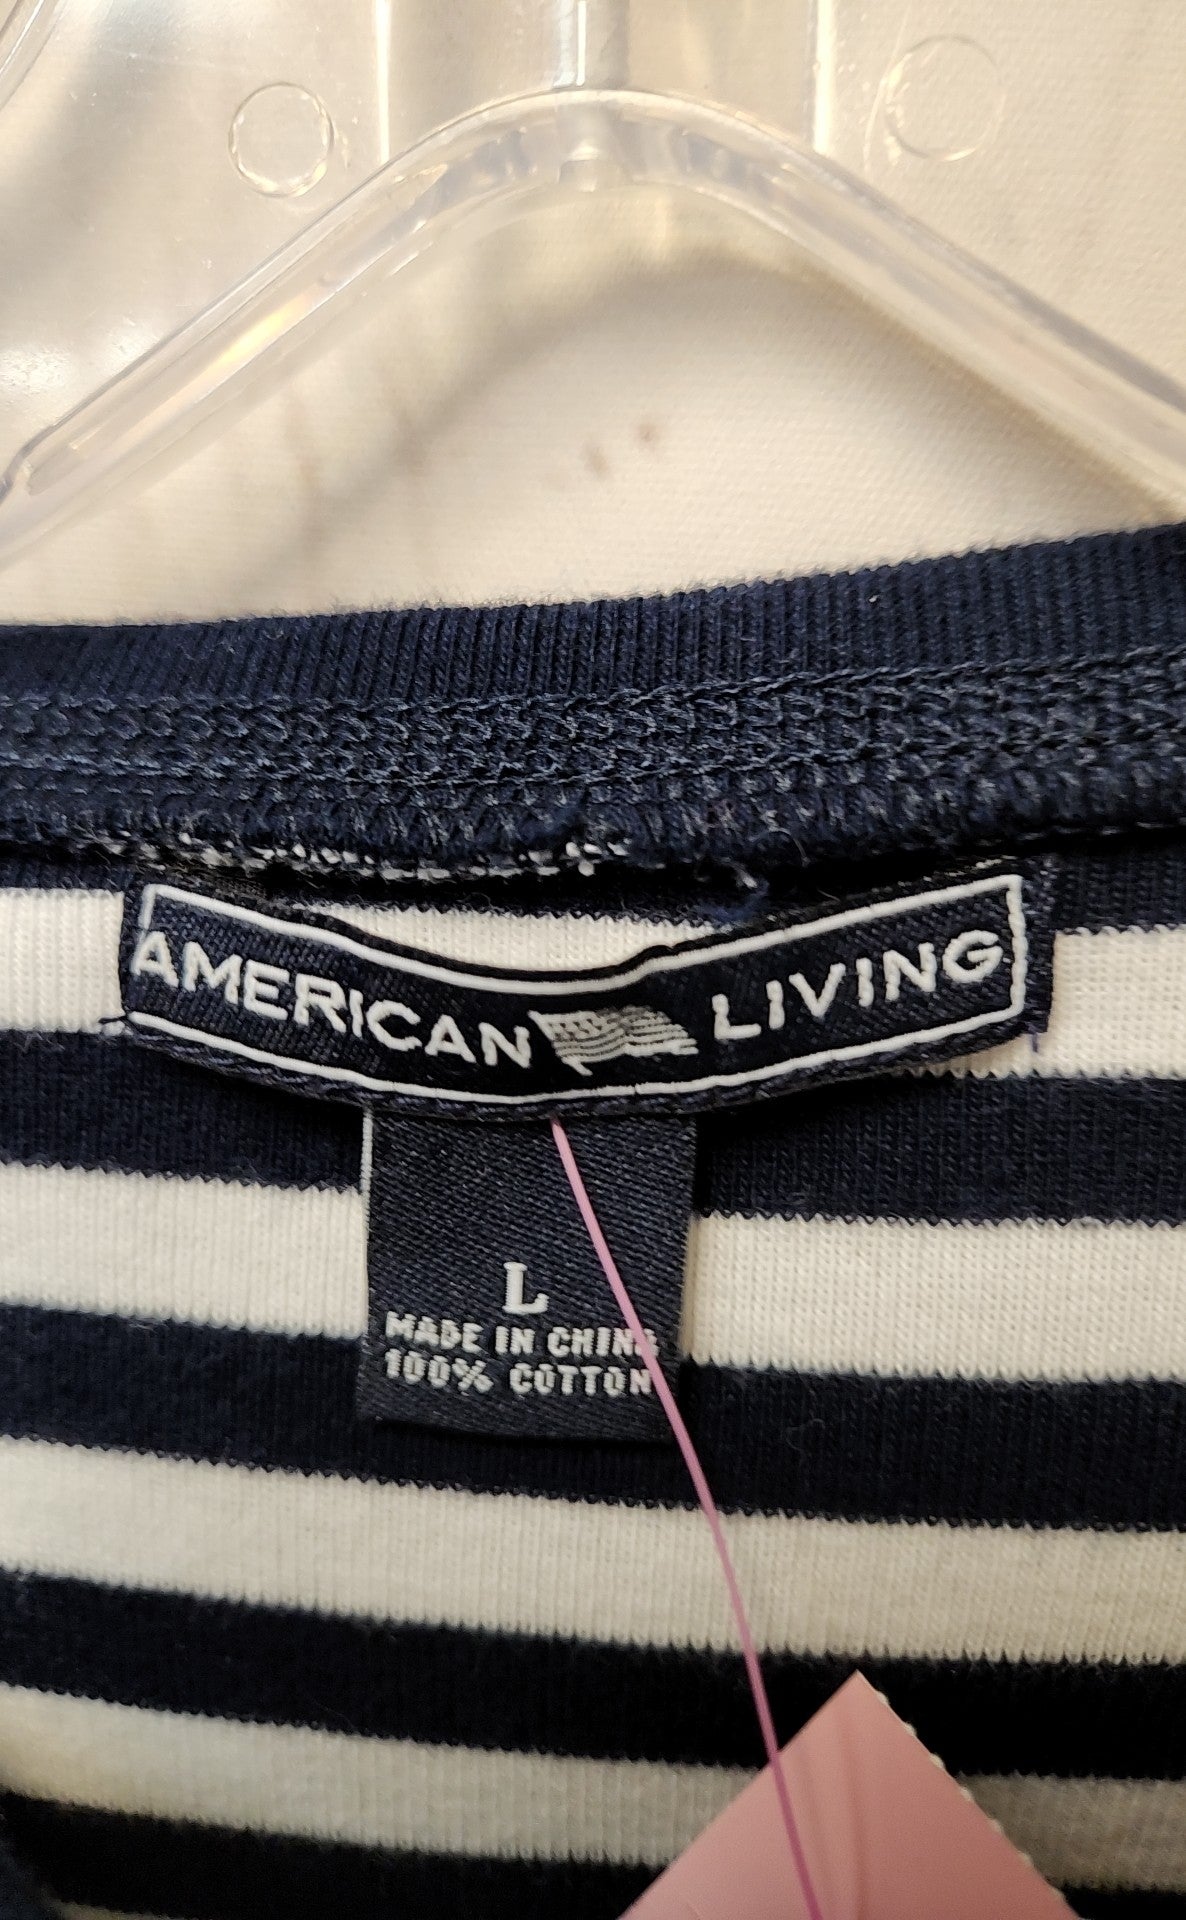 AMERICAN LIVING
L
MADE IN CHINA
100% COTTON